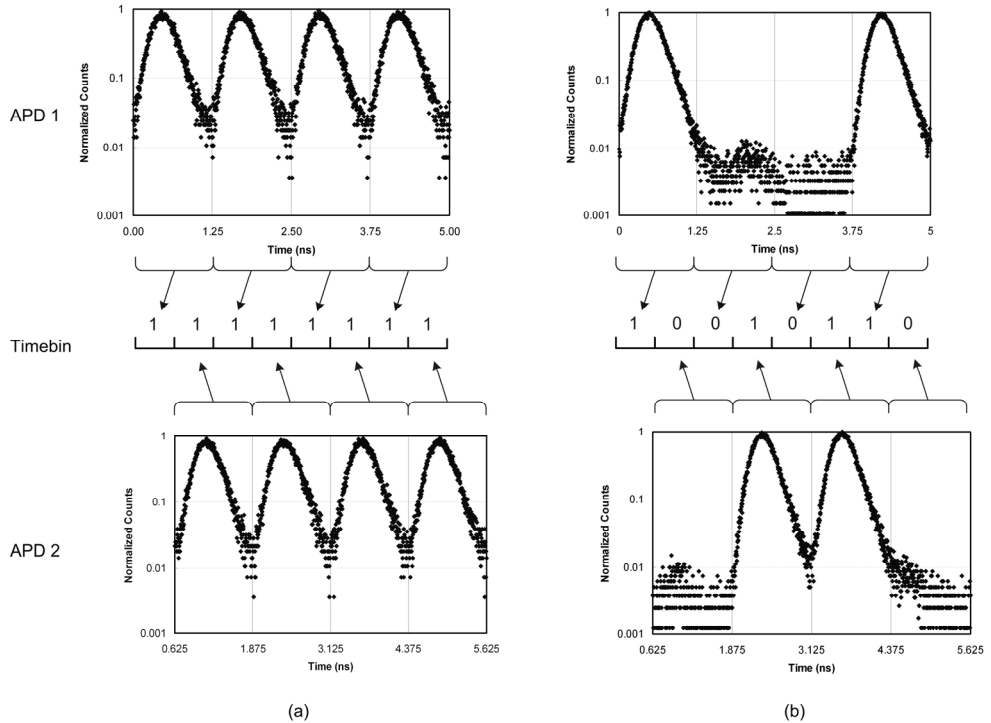 APD 1
Normalized Counts
1
0.1
0.01
0.001
0.00 1.25 2.50 3.75 5.00
Time (ns)
Normalized Counts
1
0.1
0.01
0.001
0 1.25 2.5 3.75 5
Time (ns)
Timebin
1 1 1 1 1 1 1 1
1 0 0 1 0 1 1 0
APD 2
Normalized Counts
1
0.1
0.01
0.001
0.625 1.875 3.125 4.375 5.625
Time (ns)
Normalized Counts
1
0.1
0.01
0.001
0.625 1.875 3.125 4.375 5.625
Time (ns)
(a)
(b)